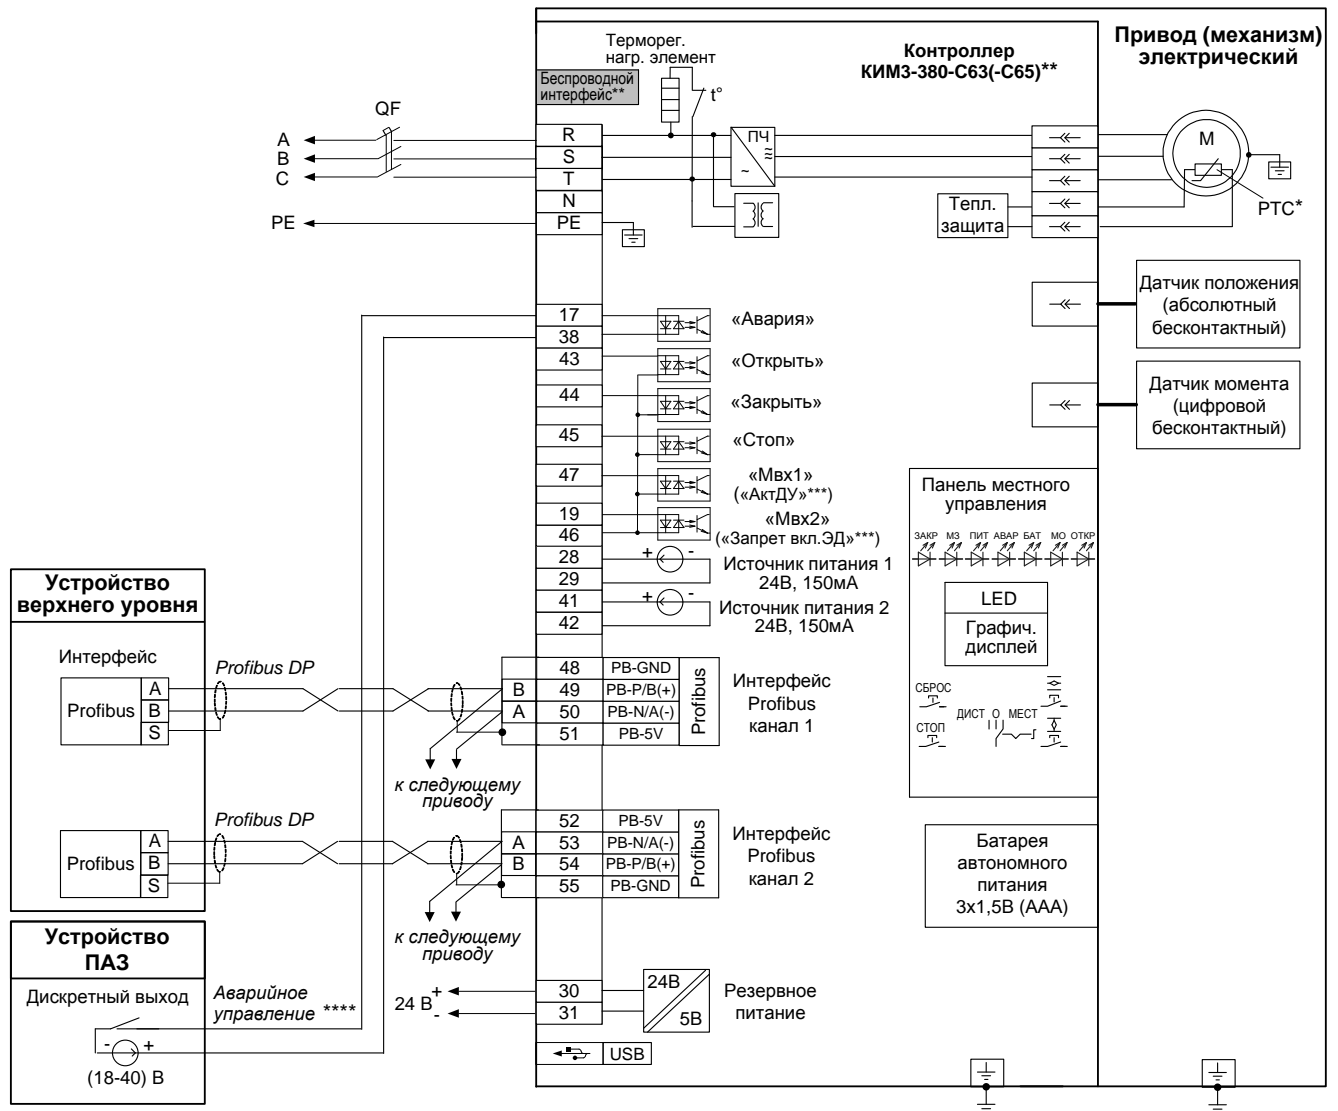 Привод (механизм)
электрический
Контроллер
КИМ3-380-С63(-С65)**
Терморег.
нагр. элемент
Беспроводной
интерфейс**
t°
QF
A
B
C
PE
R
S
T
N
PE
ПЧ
≈
~
Тепл.
защита
M
PTC*
Датчик положения
(абсолютный
бесконтактный)
Датчик момента
(цифровой
бесконтактный)
17
38
«Авария»
43
«Открыть»
44
«Закрыть»
45
«Стоп»
47
«Мвх1»
(«АктДУ»***)
19
46
«Мвх2»
(«Запрет вкл.ЭД»***)
28
29
+ -
Источник питания 1
24В, 150мА
41
42
+ -
Источник питания 2
24В, 150мА
Панель местного
управления
ЗАКР МЗ ПИТ АВАР БАТ МО ОТКР
LED
Графич.
дисплей
СБРОС
СТОП
ДИСТ О МЕСТ
Батарея
автономного
питания
3х1,5В (ААА)
Устройство
верхнего уровня
Интерфейс
Profibus
A
B
S
Profibus DP
B
A
48 PB-GND
49 PB-P/B(+)
50 PB-N/A(-)
51 PB-5V
Profibus
Интерфейс
Profibus
канал 1
к следующему
приводу
Profibus
A
B
S
Profibus DP
A
B
52 PB-5V
53 PB-N/A(-)
54 PB-P/B(+)
55 PB-GND
Profibus
Интерфейс
Profibus
канал 2
к следующему
приводу
Устройство
ПАЗ
Дискретный выход
- +
(18-40) В
Аварийное
управление ****
24 В
+
-
30
31
24В
5В
Резервное
питание
USB